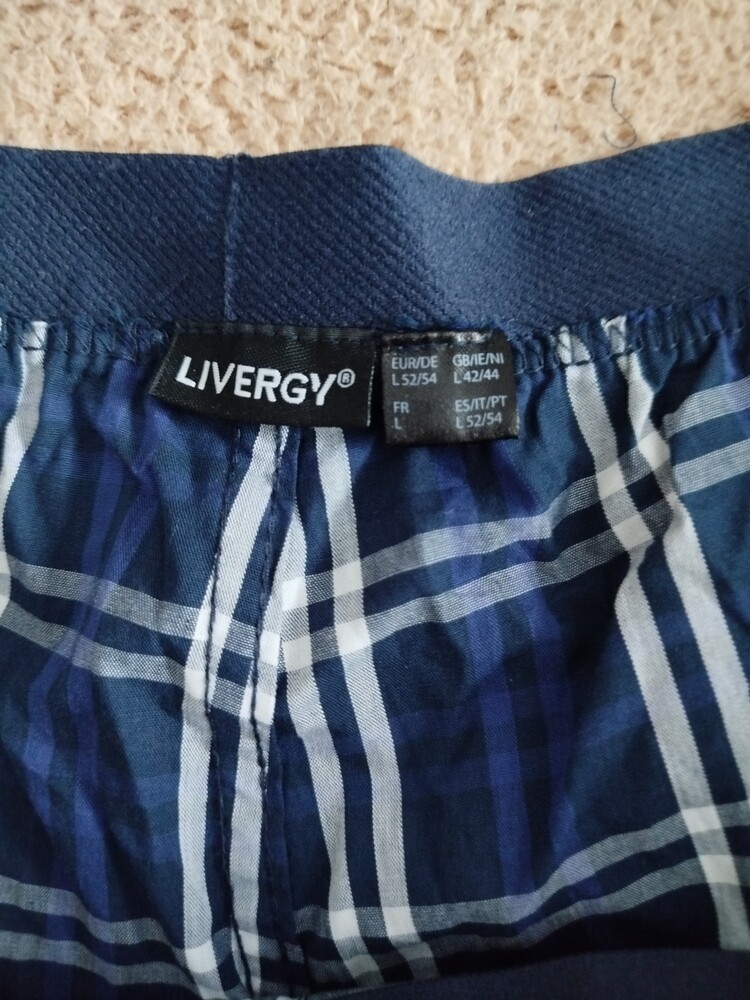 LIVERGY®
EUR/DE GB/IE/NI
L 52/54 L 42/44
FR ES/IT/PT
L L 52/54